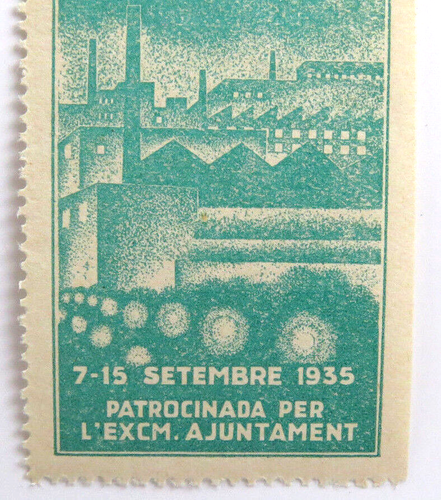 7-15 SETEMBRE 1935
PATROCINADA PER
L'EXCM. AJUNTAMENT